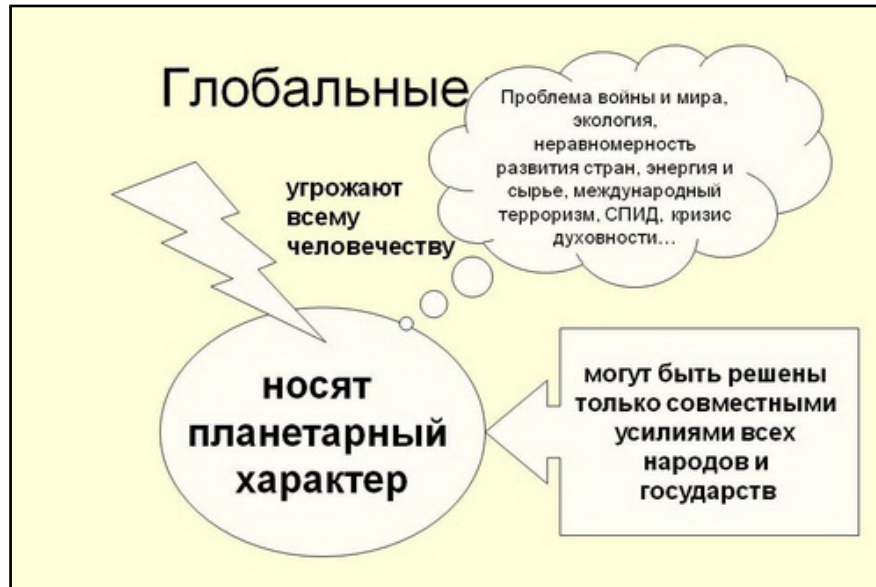 Глобальные
Проблема войны и мира,
экология,
неравномерность
развития стран, энергия и
сырье, международный
терроризм, СПИД, кризис
духовности...
угрожают
всему
человечеству
носят
планетарный
характер
могут быть решены
только совместными
усилиями всех
народов и
государств